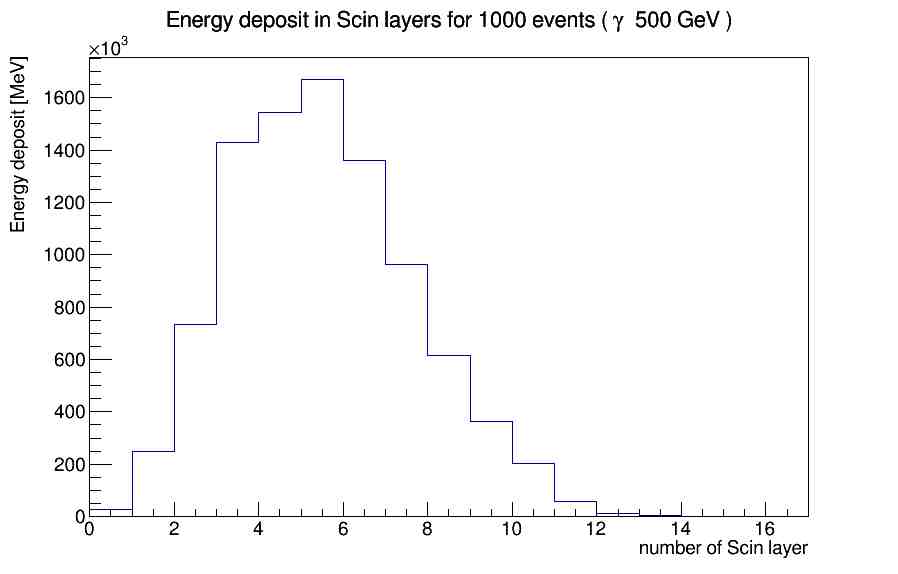 Energy deposit in Scin layers for 1000 events ( γ 500 GeV )
×10³
Energy deposit [MeV]
1600
1400
1200
1000
800
600
400
200
0
0 2 4 6 8 10 12 14 16
number of Scin layer